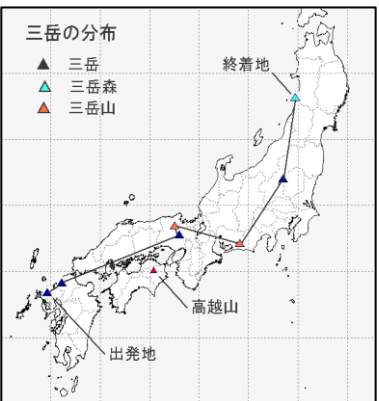 三岳の分布
三岳
三岳森
三岳山
終着地
高越山
出発地